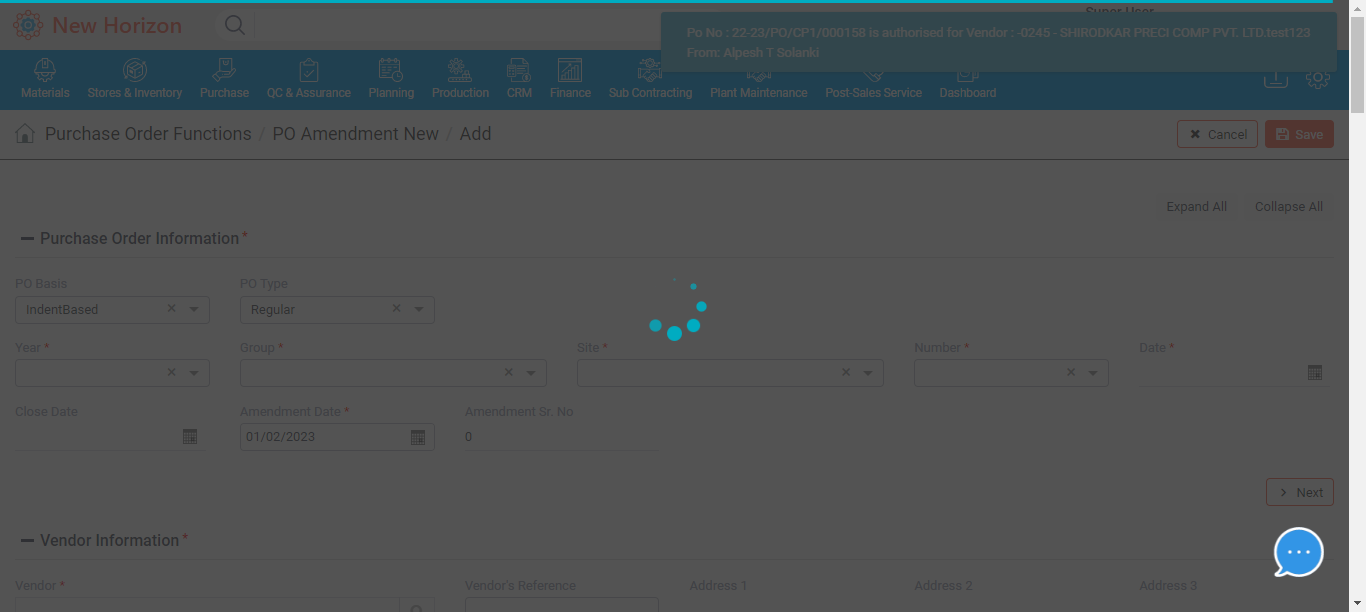 New Horizon
Super User
Po No : 22-23/PO/CP1/000158 is authorised for Vendor : -0245 - SHIRODKAR PRECI COMP PVT. LTD.test123
From: Alpesh T Solanki
Materials Stores & Inventory Purchase QC & Assurance Planning Production CRM Finance Sub Contracting Plant Maintenance Post-Sales Service Dashboard
Purchase Order Functions / PO Amendment New / Add
Cancel Save
Expand All Collapse All
Purchase Order Information *
PO Basis PO Type
IndentBased Regular
Year * Group * Site * Number * Date *
Close Date Amendment Date * Amendment Sr. No
01/02/2023 0
Next
Vendor Information *
Vendor * Vendor's Reference Address 1 Address 2 Address 3